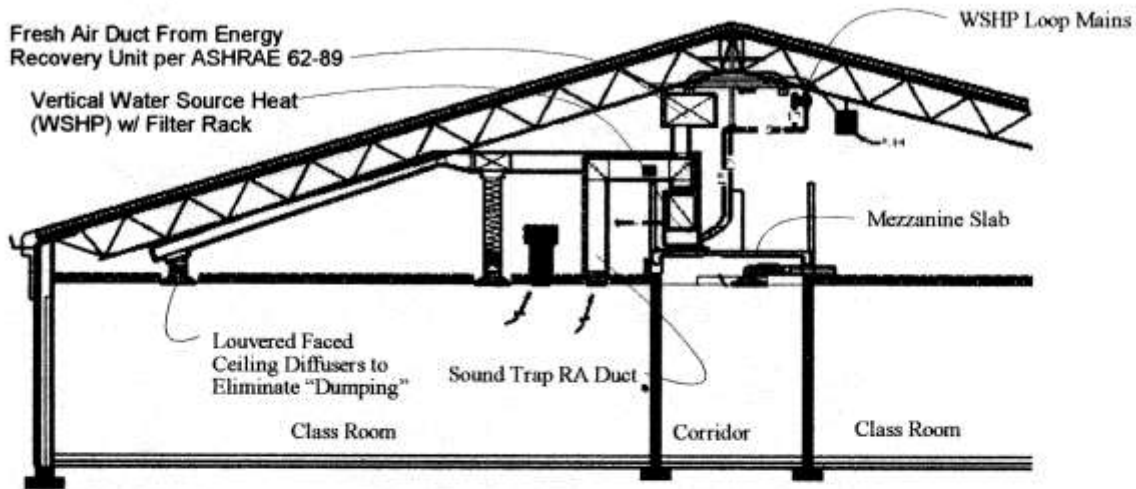 Fresh Air Duct From Energy
Recovery Unit per ASHRAE 62-89
WSHP Loop Mains
Vertical Water Source Heat
(WSHP) w/ Filter Rack
Mezzanine Slab
Louvered Faced
Ceiling Diffusers to
Eliminate “Dumping”
Sound Trap RA Duct
Class Room
Corridor
Class Room